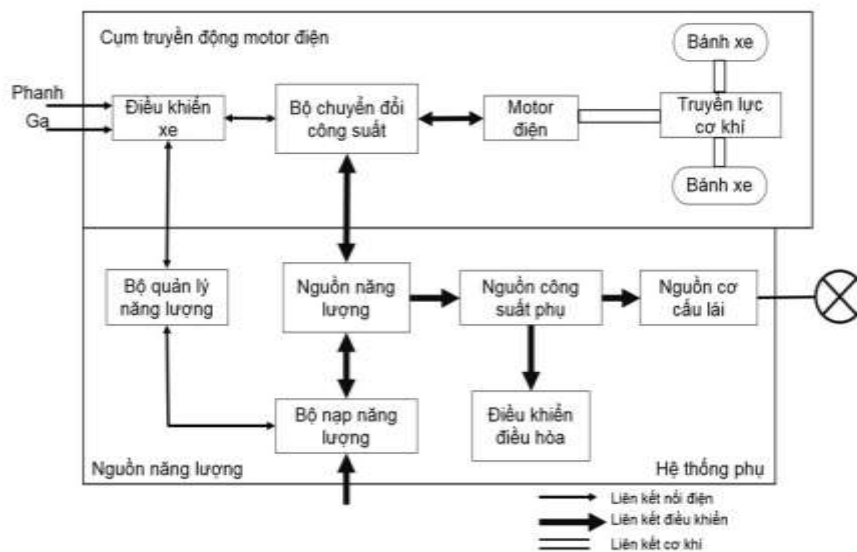 Cụm truyền động motor điện
Bánh xe
Phanh
Ga
Điều khiển
xe
Bộ chuyển đổi
công suất
Motor
điện
Truyền lực
cơ khí
Bánh xe
Bộ quản lý
năng lượng
Nguồn năng
lượng
Nguồn công
suất phụ
Nguồn cơ
cấu lái
Bộ nạp năng
lượng
Điều khiển
điều hòa
Nguồn năng lượng
Hệ thống phụ
Liên kết nối điện
Liên kết điều khiển
Liên kết cơ khí